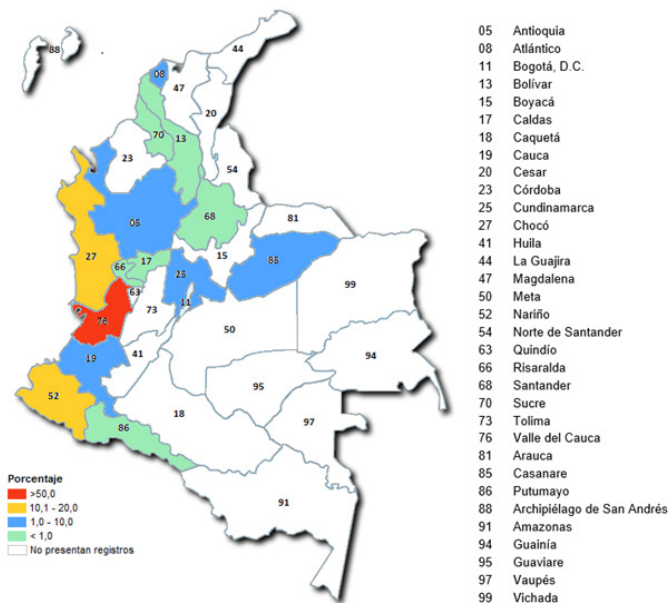 88
44
08
47
20
70
13
23
54
05
68
81
27
17
66
15
85
25
63
99
76
73
11
50
19
41
94
52
95
18
97
86
91
Porcentaje
>50,0
10,1 - 20,0
1,0 - 10,0
< 1,0
No presentan registros
05 Antioquia
08 Atlántico
11 Bogotá, D.C.
13 Bolívar
15 Boyacá
17 Caldas
18 Caquetá
19 Cauca
20 Cesar
23 Córdoba
25 Cundinamarca
27 Chocó
41 Huila
44 La Guajira
47 Magdalena
50 Meta
52 Nariño
54 Norte de Santander
63 Quindío
66 Risaralda
68 Santander
70 Sucre
73 Tolima
76 Valle del Cauca
81 Arauca
85 Casanare
86 Putumayo
88 Archipiélago de San Andrés
91 Amazonas
94 Guainía
95 Guaviare
97 Vaupés
99 Vichada